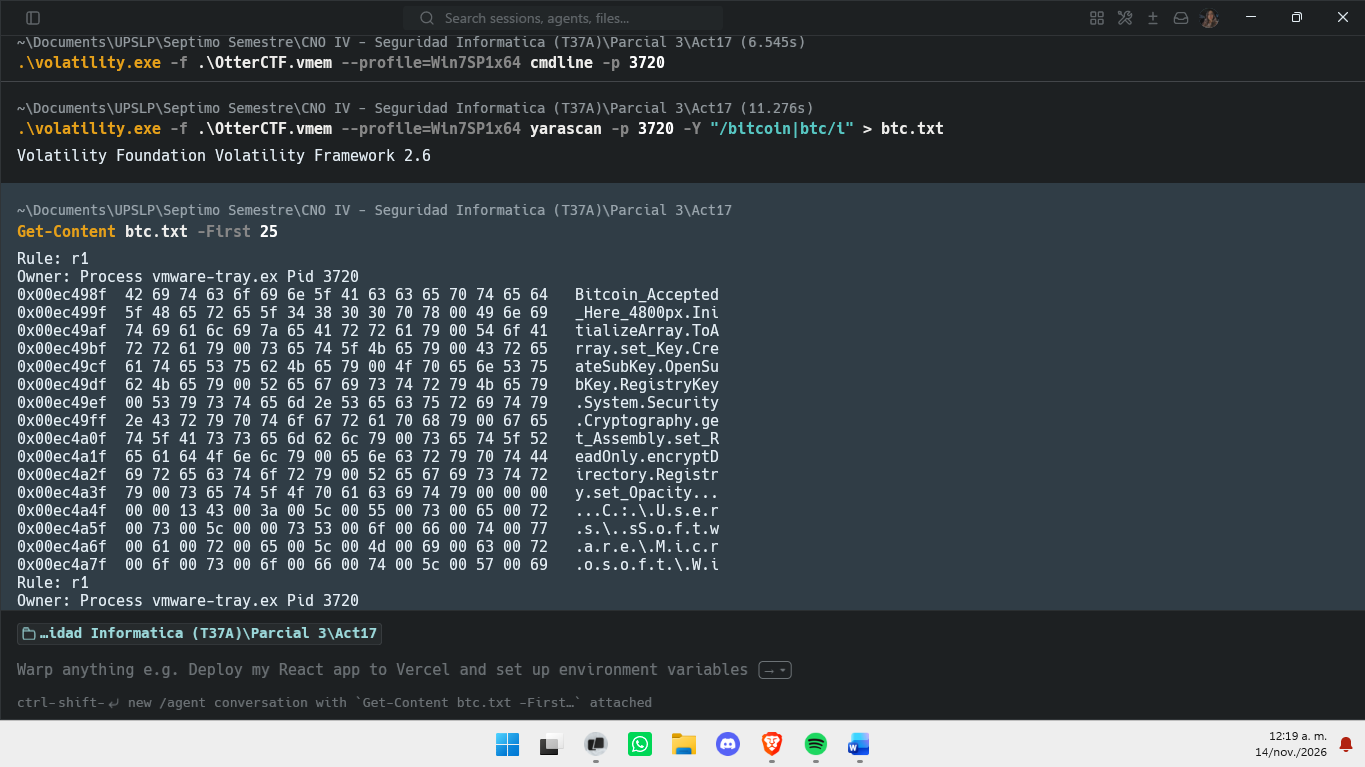 Search sessions, agents, files...
~\Documents\UPSLP\Septimo Semestre\CNO IV - Seguridad Informatica (T37A)\Parcial 3\Act17 (6.545s)
.\volatility.exe -f .\OtterCTF.vmem --profile=Win7SP1x64 cmdline -p 3720
~\Documents\UPSLP\Septimo Semestre\CNO IV - Seguridad Informatica (T37A)\Parcial 3\Act17 (11.276s)
.\volatility.exe -f .\OtterCTF.vmem --profile=Win7SP1x64 yarascan -p 3720 -Y "/bitcoin|btc/i" > btc.txt
Volatility Foundation Volatility Framework 2.6
~\Documents\UPSLP\Septimo Semestre\CNO IV - Seguridad Informatica (T37A)\Parcial 3\Act17
Get-Content btc.txt -First 25
Rule: r1
Owner: Process vmware-tray.ex Pid 3720
0x00ec498f  42 69 74 63 6f 69 6e 5f 41 63 63 65 70 74 65 64   Bitcoin_Accepted
0x00ec499f  5f 48 65 72 65 5f 34 38 30 30 70 78 00 49 6e 69   _Here_4800px.Ini
0x00ec49af  74 69 61 6c 69 7a 65 41 72 72 61 79 00 54 6f 41   tializeArray.ToA
0x00ec49bf  72 72 61 79 00 73 65 74 5f 4b 65 79 00 43 72 65   rray.set_Key.Cre
0x00ec49cf  61 74 65 53 75 62 4b 65 79 00 4f 70 65 6e 53 75   ateSubKey.OpenSu
0x00ec49df  62 4b 65 79 00 52 65 67 69 73 74 72 79 4b 65 79   bKey.RegistryKey
0x00ec49ef  00 53 79 73 74 65 6d 2e 53 65 63 75 72 69 74 79   .System.Security
0x00ec49ff  2e 43 72 79 70 74 6f 67 72 61 70 68 79 00 67 65   .Cryptography.ge
0x00ec4a0f  74 5f 41 73 73 65 6d 62 6c 79 00 73 65 74 5f 52   t_Assembly.set_R
0x00ec4a1f  65 61 64 4f 6e 6c 79 00 65 6e 63 72 79 70 74 44   eadOnly.encryptD
0x00ec4a2f  69 72 65 63 74 6f 72 79 00 52 65 67 69 73 74 72   irectory.Registr
0x00ec4a3f  79 00 73 65 74 5f 4f 70 61 63 69 74 79 00 00 00   y.set_Opacity...
0x00ec4a4f  00 00 13 43 00 3a 00 5c 00 55 00 73 00 65 00 72   ...C.:.\.U.s.e.r
0x00ec4a5f  00 73 00 5c 00 00 73 53 00 6f 00 66 00 74 00 77   .s.\..sS.o.f.t.w
0x00ec4a6f  00 61 00 72 00 65 00 5c 00 4d 00 69 00 63 00 72   .a.r.e.\.M.i.c.r
0x00ec4a7f  00 6f 00 73 00 6f 00 66 00 74 00 5c 00 57 00 69   .o.s.o.f.t.\.W.i
Rule: r1
Owner: Process vmware-tray.ex Pid 3720
…idad Informatica (T37A)\Parcial 3\Act17
Warp anything e.g. Deploy my React app to Vercel and set up environment variables
ctrl-shift-⏎ new /agent conversation with `Get-Content btc.txt -First…` attached
12:19 a. m.
14/nov./2026